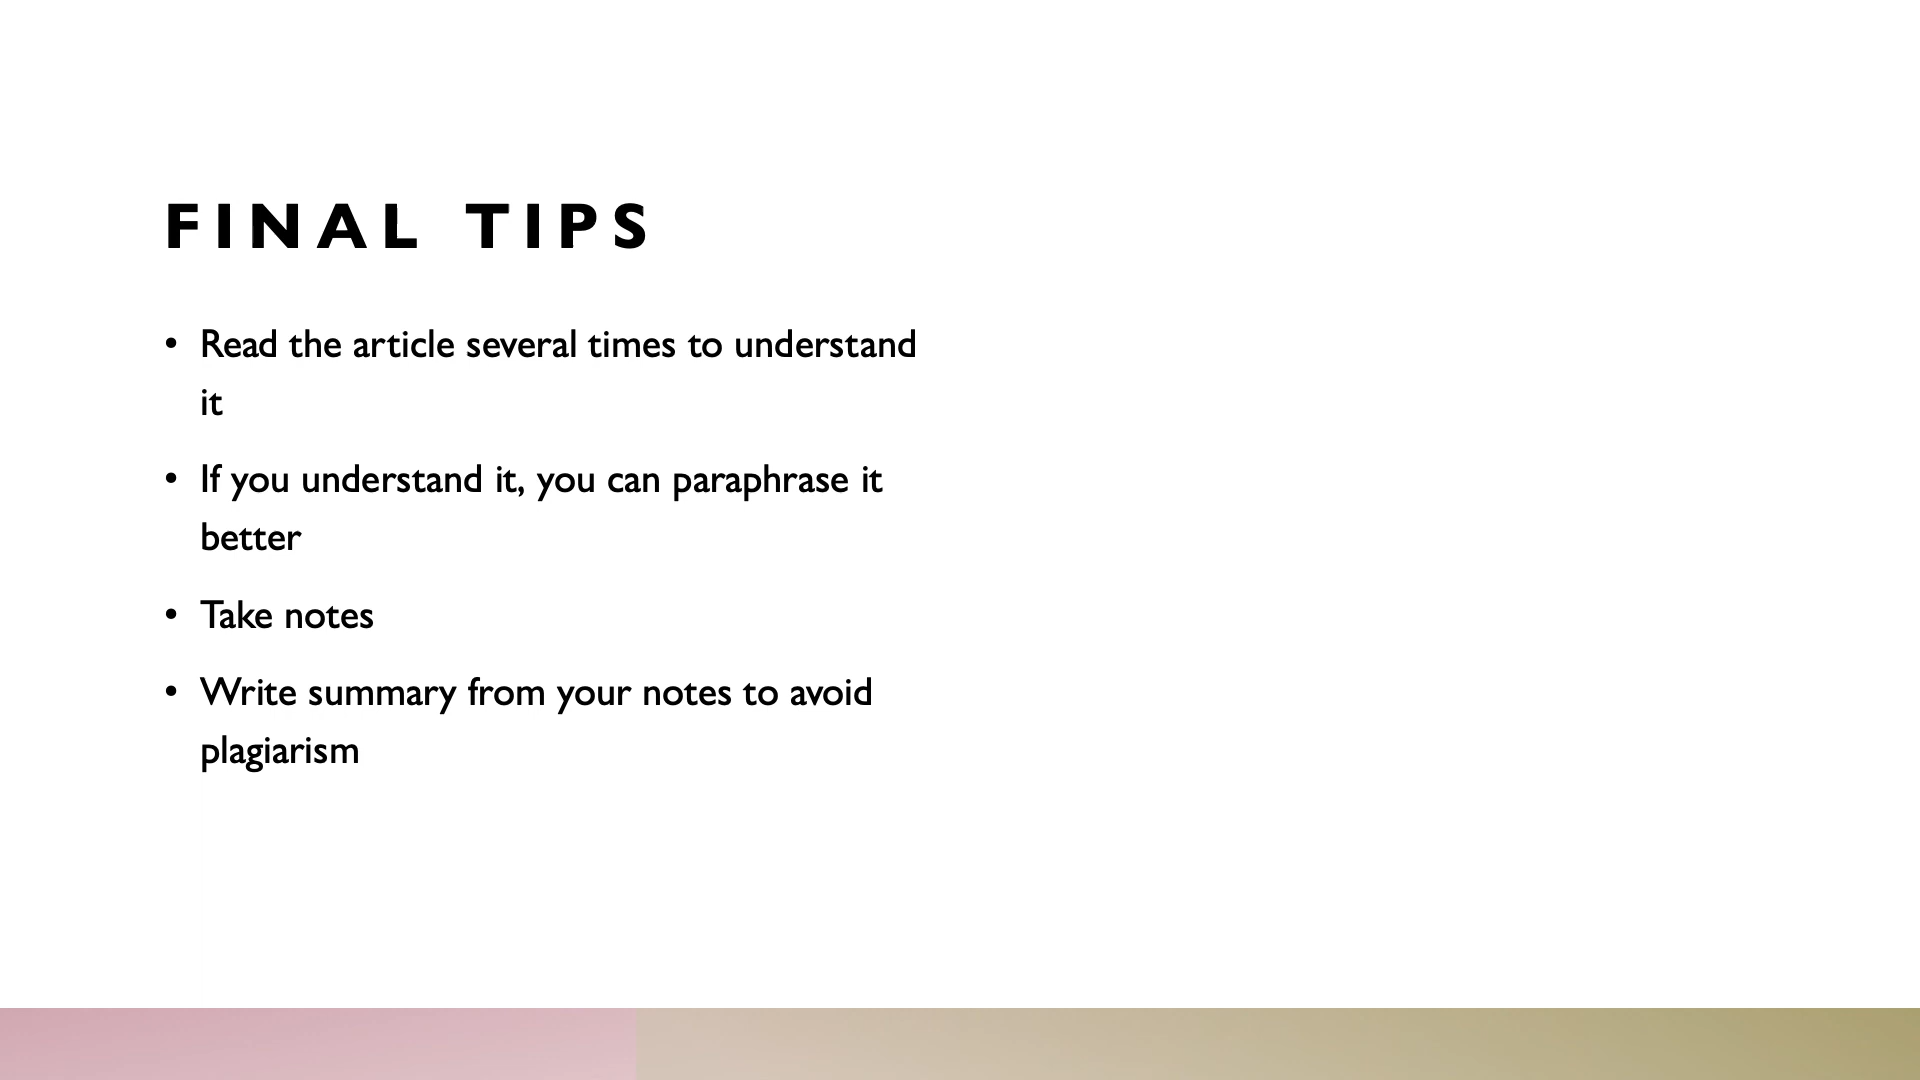 FINAL TIPS
• Read the article several times to understand
it
• If you understand it, you can paraphrase it
better
• Take notes
• Write summary from your notes to avoid
plagiarism